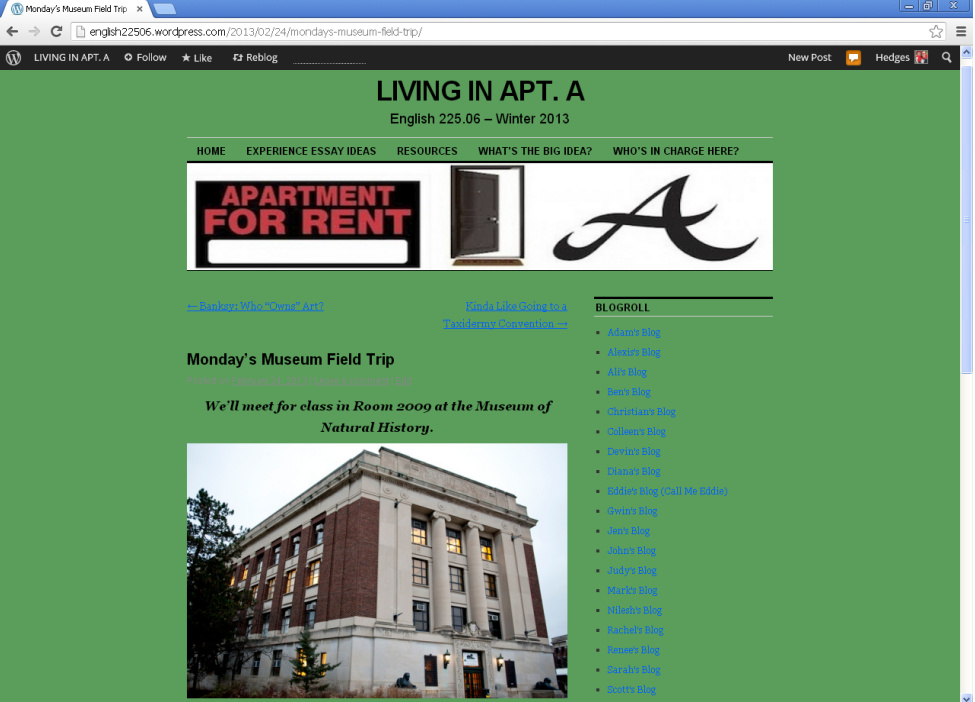 Monday's Museum Field Trip
english22506.wordpress.com/2013/02/24/mondays-museum-field-trip/
LIVING IN APT. A Follow Like Reblog New Post Hedges
LIVING IN APT. A
English 225.06 – Winter 2013
HOME EXPERIENCE ESSAY IDEAS RESOURCES WHAT'S THE BIG IDEA? WHO'S IN CHARGE HERE?
APARTMENT
FOR RENT
A
← Banksy: Who “Owns” Art?
Kinda Like Going to a
Taxidermy Convention →
Monday's Museum Field Trip
We'll meet for class in Room 2009 at the Museum of
Natural History.
BLOGROLL
Adam's Blog
Alexis's Blog
Ali's Blog
Ben's Blog
Christian's Blog
Colleen's Blog
Devin's Blog
Diana's Blog
Eddie's Blog (Call Me Eddie)
Gwin's Blog
Jen's Blog
John's Blog
Judy's Blog
Mark's Blog
Nilesh's Blog
Rachel's Blog
Renee's Blog
Sarah's Blog
Scott's Blog